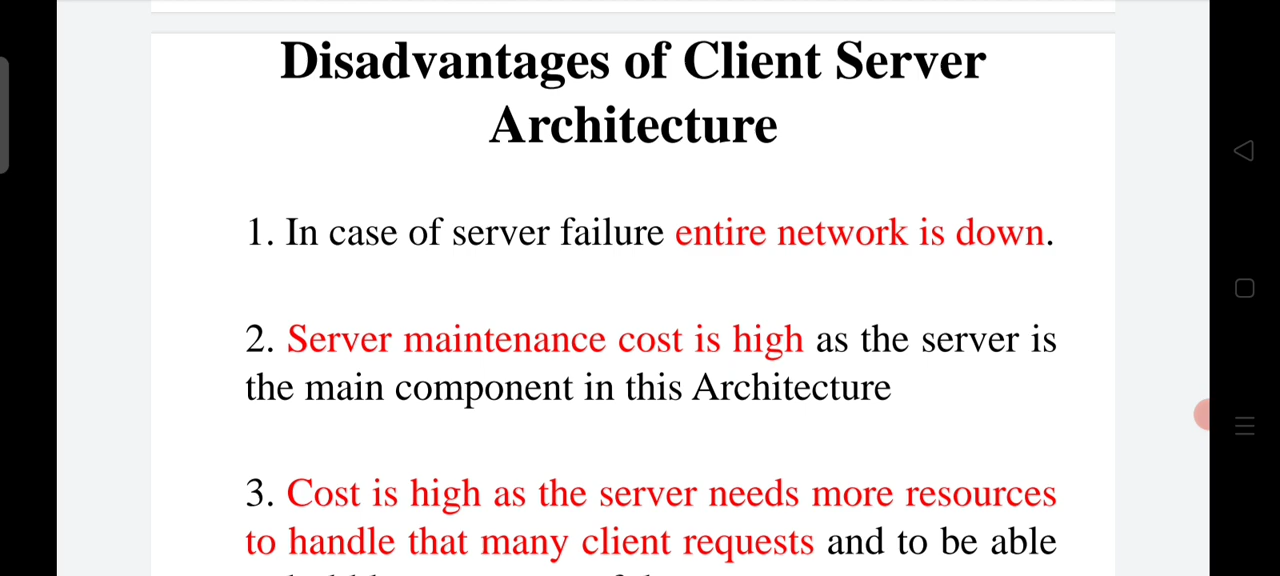 Disadvantages of Client Server
Architecture
1. In case of server failure entire network is down.
2. Server maintenance cost is high as the server is
the main component in this Architecture
3. Cost is high as the server needs more resources
to handle that many client requests and to be able